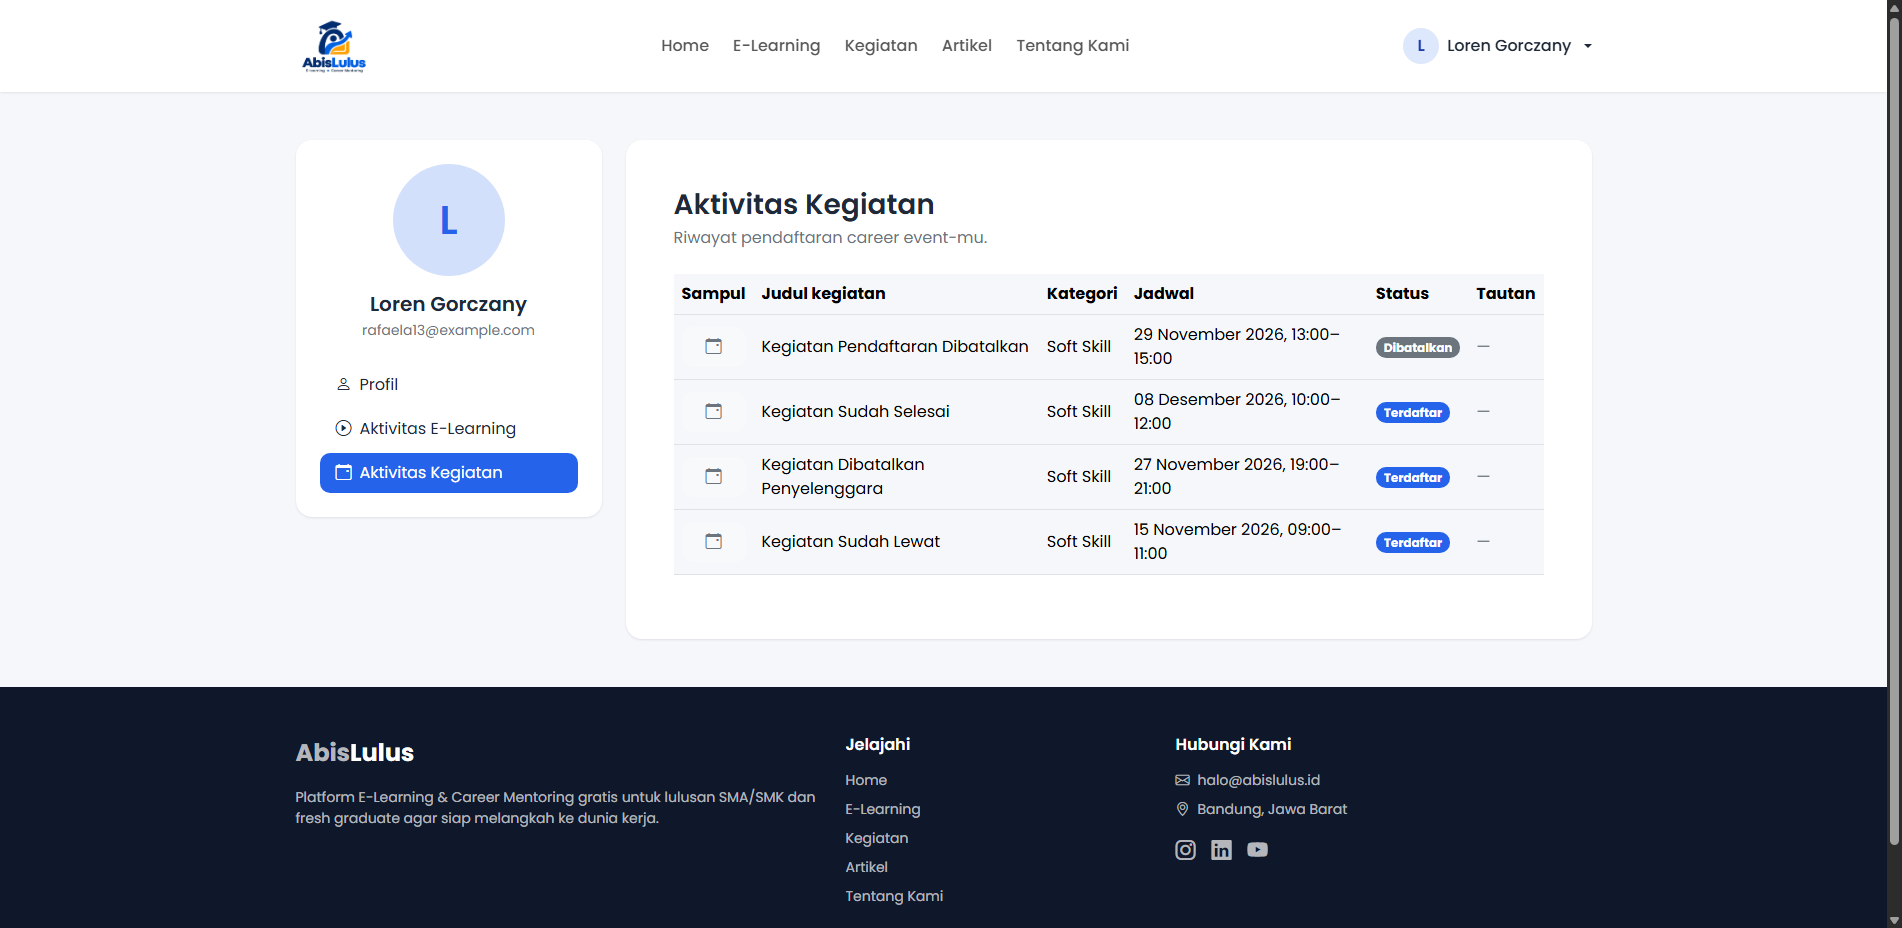 AbisLulus
Home
E-Learning
Kegiatan
Artikel
Tentang Kami
L
Loren Gorczany
L
Loren Gorczany
rafaela13@example.com
Profil
Aktivitas E-Learning
Aktivitas Kegiatan
Aktivitas Kegiatan
Riwayat pendaftaran career event-mu.
Sampul Judul kegiatan Kategori Jadwal Status Tautan
Kegiatan Pendaftaran Dibatalkan Soft Skill 29 November 2026, 13:00–
15:00
Dibatalkan —
Kegiatan Sudah Selesai Soft Skill 08 Desember 2026, 10:00–
12:00
Terdaftar —
Kegiatan Dibatalkan
Penyelenggara
Soft Skill 27 November 2026, 19:00–
21:00
Terdaftar —
Kegiatan Sudah Lewat Soft Skill 15 November 2026, 09:00–
11:00
Terdaftar —
AbisLulus
Platform E-Learning & Career Mentoring gratis untuk lulusan SMA/SMK dan
fresh graduate agar siap melangkah ke dunia kerja.
Jelajahi
Home
E-Learning
Kegiatan
Artikel
Tentang Kami
Hubungi Kami
halo@abislulus.id
Bandung, Jawa Barat